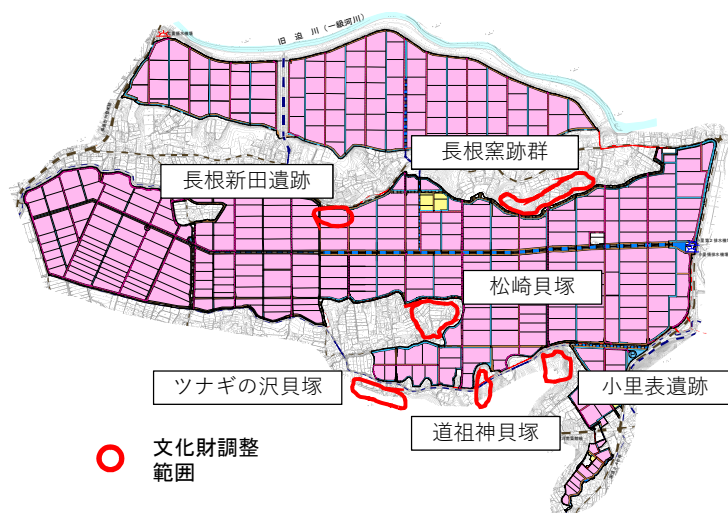 旧迫川（一級河川）
長根窯跡群
長根新田遺跡
松崎貝塚
ツナギの沢貝塚
小里表遺跡
道祖神貝塚
文化財調整
範囲